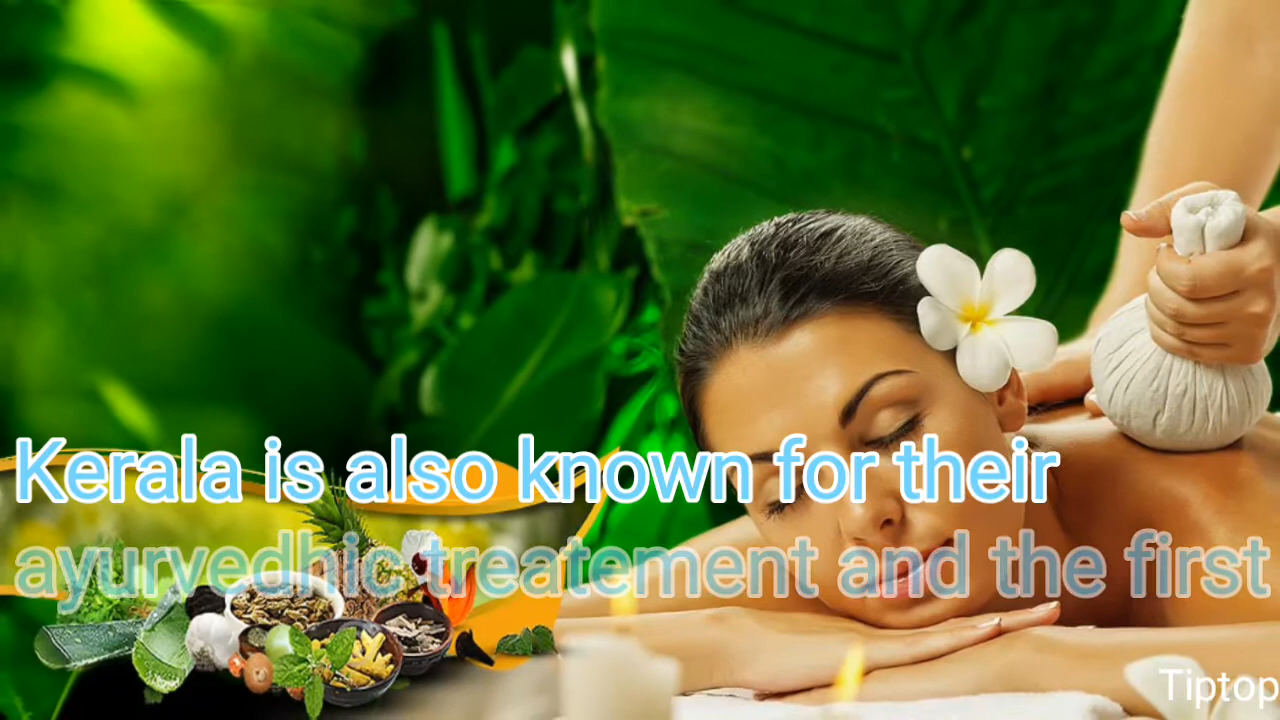 Kerala is also known for their
ayurvedhic treatement and the first
Tiptop